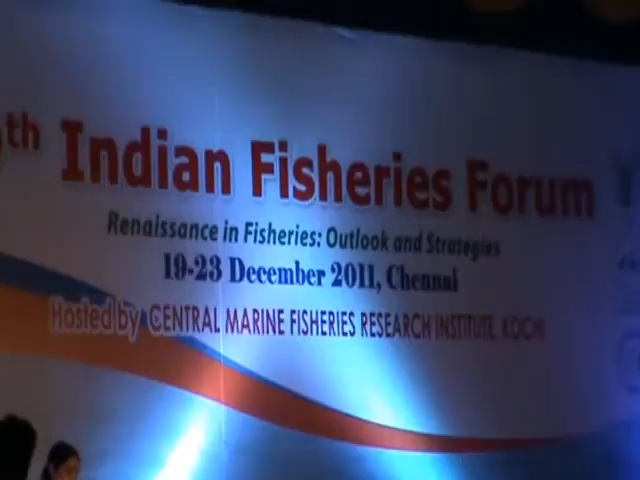 th Indian Fisheries Forum
Renaissance in Fisheries: Outlook and Strategies
19-23 December 2011, Chennai
Hosted by CENTRAL MARINE FISHERIES RESEARCH INSTITUTE, KOCHI